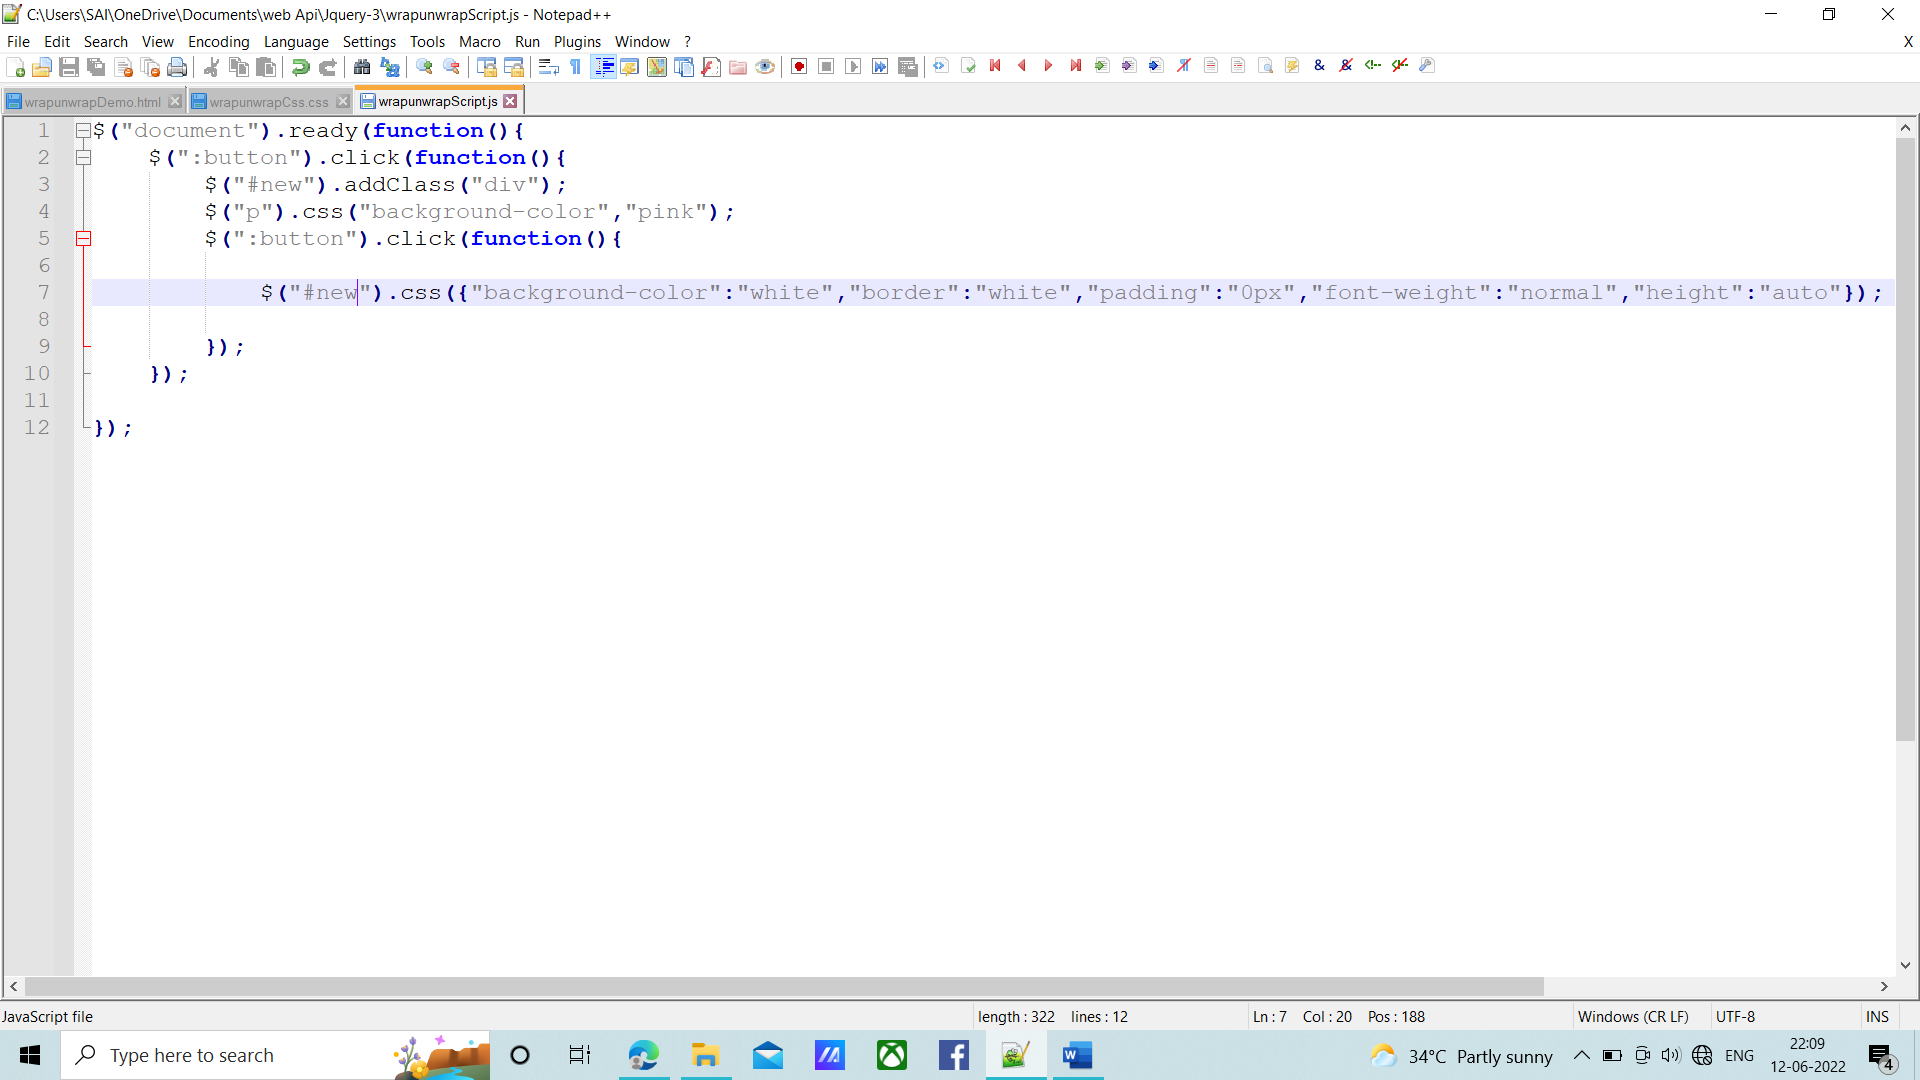 C:\Users\SAI\OneDrive\Documents\web Api\Jquery-3\wrapunwrapScript.js - Notepad++
File Edit Search View Encoding Language Settings Tools Macro Run Plugins Window ? X
wrapunwrapDemo.html wrapunwrapCss.css wrapunwrapScript.js
1 $("document").ready(function(){
2 $(":button").click(function(){
3 $("#new").addClass("div");
4 $("p").css("background-color","pink");
5 $(":button").click(function(){
6
7 $("#new").css({"background-color":"white","border":"white","padding":"0px","font-weight":"normal","height":"auto"});
8
9 });
10 });
11
12 });
JavaScript file length : 322 lines : 12 Ln : 7 Col : 20 Pos : 188 Windows (CR LF) UTF-8 INS
Type here to search 34°C Partly sunny ENG 22:09
12-06-2022 4